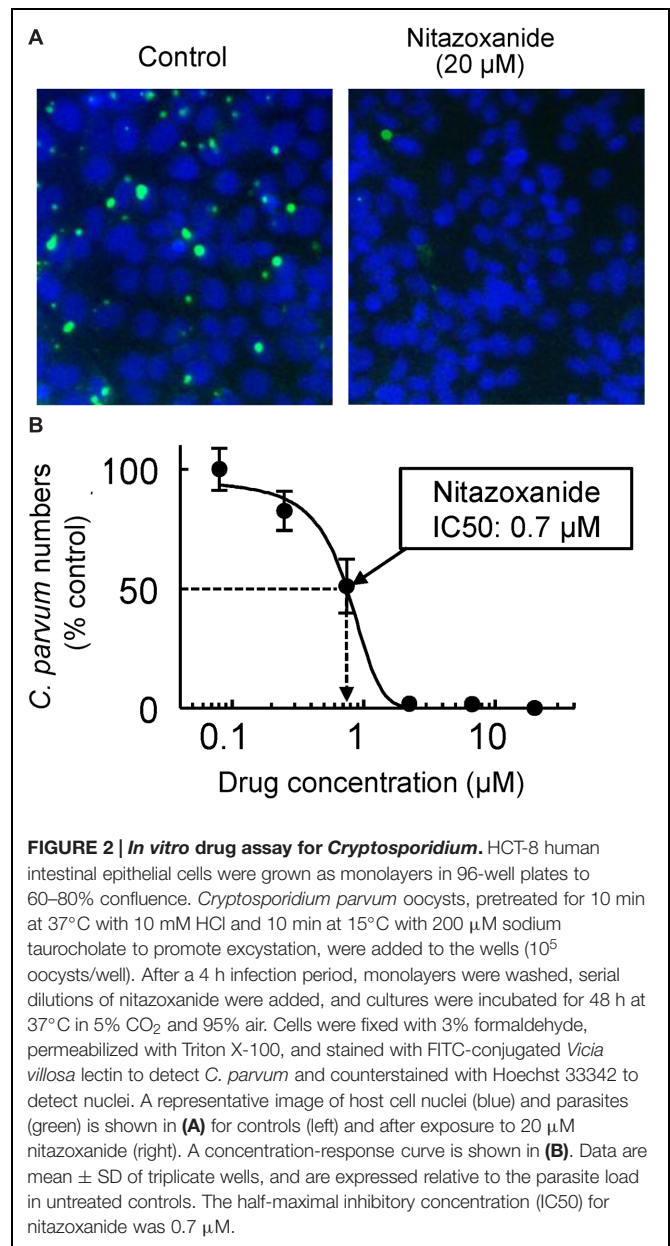 A
Control
Nitazoxanide
(20 µM)
B
C. parvum numbers
(% control)
100
50
0
Nitazoxanide
IC50: 0.7 µM
0.1
1
10
Drug concentration (µM)
FIGURE 2 | In vitro drug assay for Cryptosporidium. HCT-8 human
intestinal epithelial cells were grown as monolayers in 96-well plates to
60–80% confluence. Cryptosporidium parvum oocysts, pretreated for 10 min
at 37°C with 10 mM HCl and 10 min at 15°C with 200 µM sodium
taurocholate to promote excystation, were added to the wells (10⁵
oocysts/well). After a 4 h infection period, monolayers were washed, serial
dilutions of nitazoxanide were added, and cultures were incubated for 48 h at
37°C in 5% CO₂ and 95% air. Cells were fixed with 3% formaldehyde,
permeabilized with Triton X-100, and stained with FITC-conjugated Vicia
villosa lectin to detect C. parvum and counterstained with Hoechst 33342 to
detect nuclei. A representative image of host cell nuclei (blue) and parasites
(green) is shown in (A) for controls (left) and after exposure to 20 µM
nitazoxanide (right). A concentration-response curve is shown in (B). Data are
mean ± SD of triplicate wells, and are expressed relative to the parasite load
in untreated controls. The half-maximal inhibitory concentration (IC50) for
nitazoxanide was 0.7 µM.